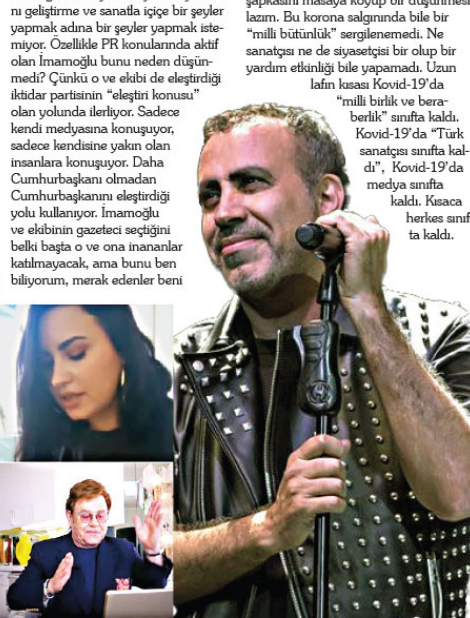 nı geliştirme ve sanatla içiçe bir şeyler
yapmak adına bir şeyler yapmak iste-
miyor. Özellikle PR konularında aktif
olan İmamoğlu bunu neden düşün-
medi? Çünkü o ve ekibi de eleştirdiği
iktidar partisinin “eleştiri konusu”
olan yolunda ilerliyor. Sadece
kendi medyasına konuşuyor,
sadece kendisine yakın olan
insanlara konuşuyor. Daha
Cumhurbaşkanı olmadan
Cumhurbaşkanını eleştirdiği
yolu kullanıyor. İmamoğlu
ve ekibinin gazeteci seçtiğini
belki başta o ve ona inananlar
katılmayacak, ama bunu ben
biliyorum, merak edenler beni
şapkasını masaya koyup bir düşünmesi
lazım. Bu korona salgınında bile bir
“milli bütünlük” sergilenemedi. Ne
sanatçısı ne de siyasetçisi bir olup bir
yardım etkinliği bile yapamadı. Uzun
lafın kısası Kovid-19’da
“milli birlik ve bera-
berlik” sınıfta kaldı.
Kovid-19’da “Türk
sanatçısı sınıfta kal-
dı”, Kovid-19’da
medya sınıfta
kaldı. Kısaca
herkes sınıf
ta kaldı.